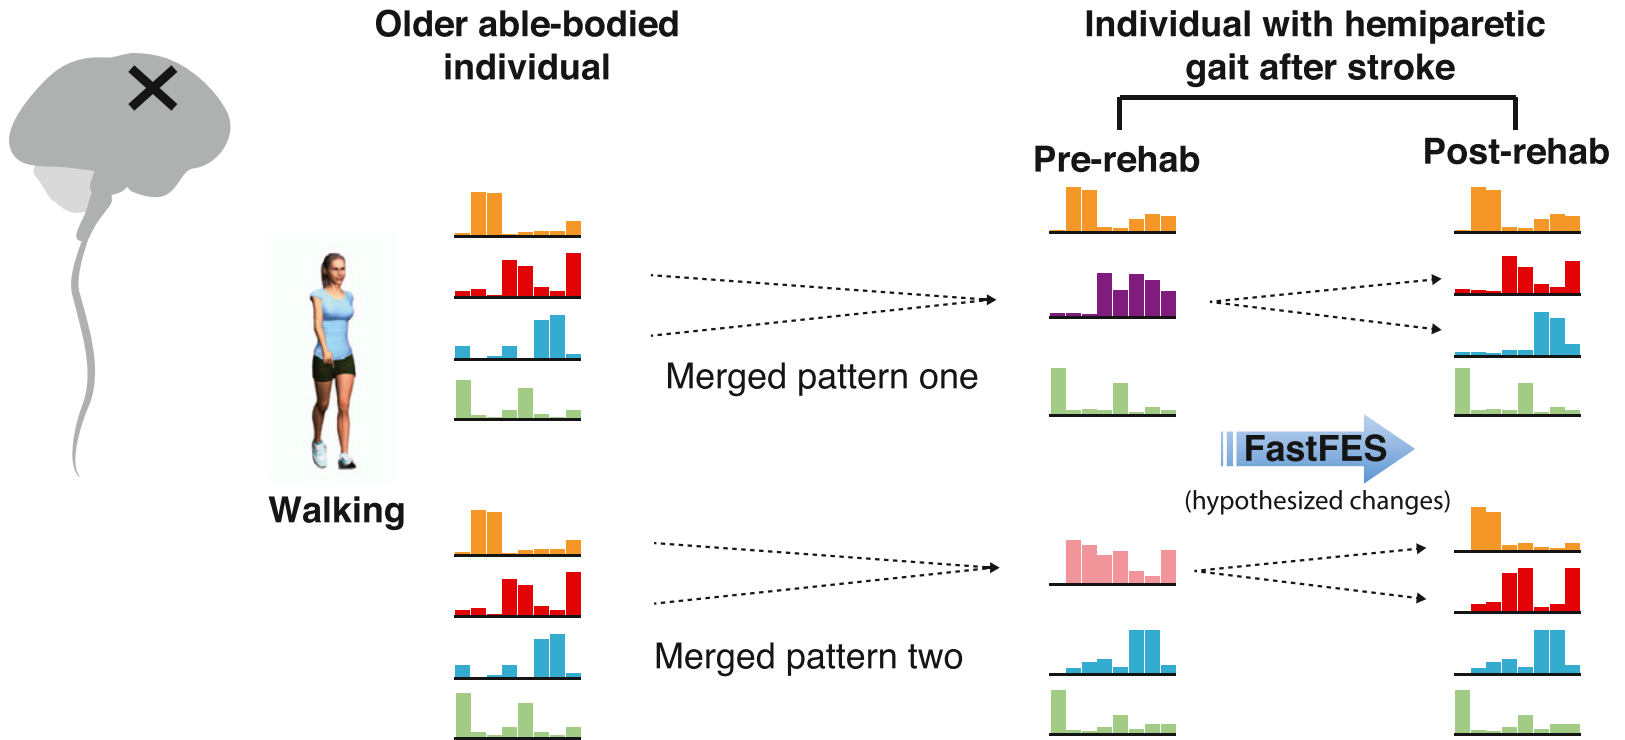 Older able-bodied
individual
Individual with hemiparetic
gait after stroke
Pre-rehab
Post-rehab
Merged pattern one
FastFES
(hypothesized changes)
Walking
Merged pattern two